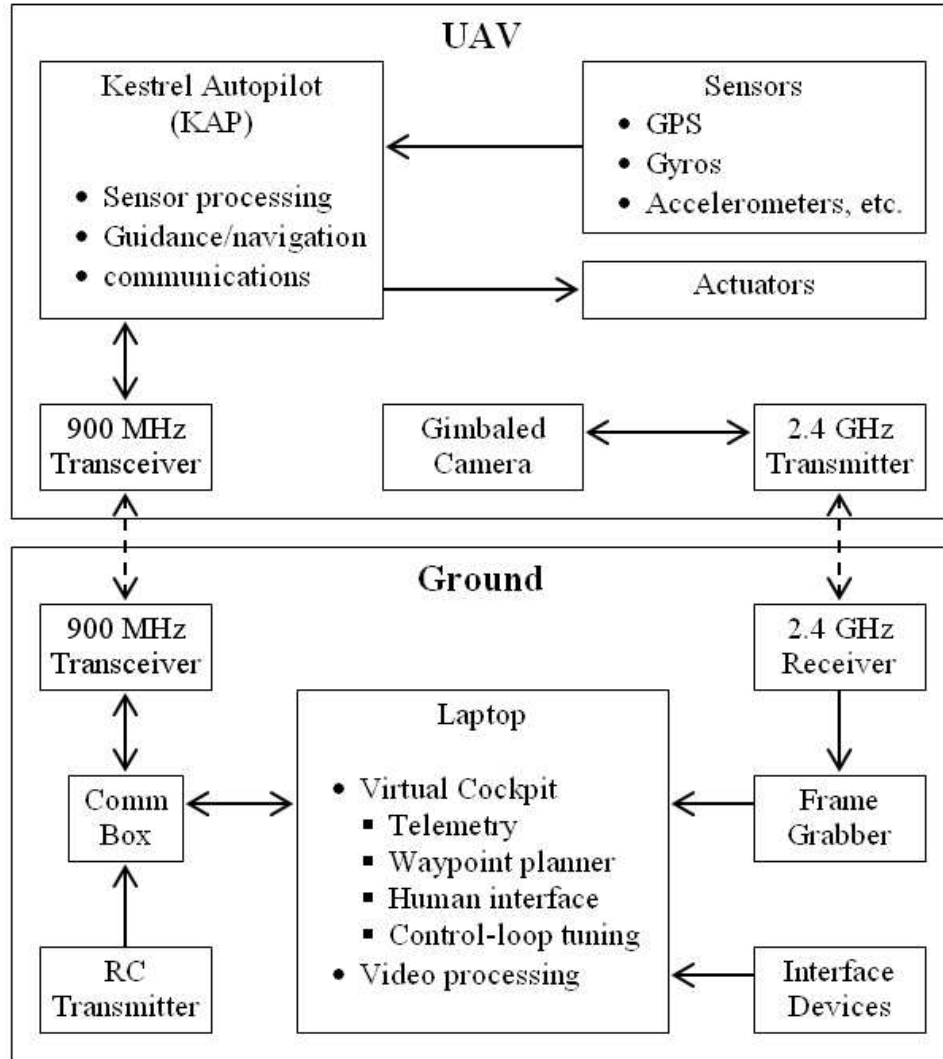 UAV
Kestrel Autopilot
(KAP)
• Sensor processing
• Guidance/navigation
• communications
Sensors
• GPS
• Gyros
• Accelerometers, etc.
Actuators
900 MHz
Transceiver
Gimbaled
Camera
2.4 GHz
Transmitter
Ground
900 MHz
Transceiver
2.4 GHz
Receiver
Laptop
• Virtual Cockpit
▪ Telemetry
▪ Waypoint planner
▪ Human interface
▪ Control-loop tuning
• Video processing
Comm
Box
Frame
Grabber
RC
Transmitter
Interface
Devices